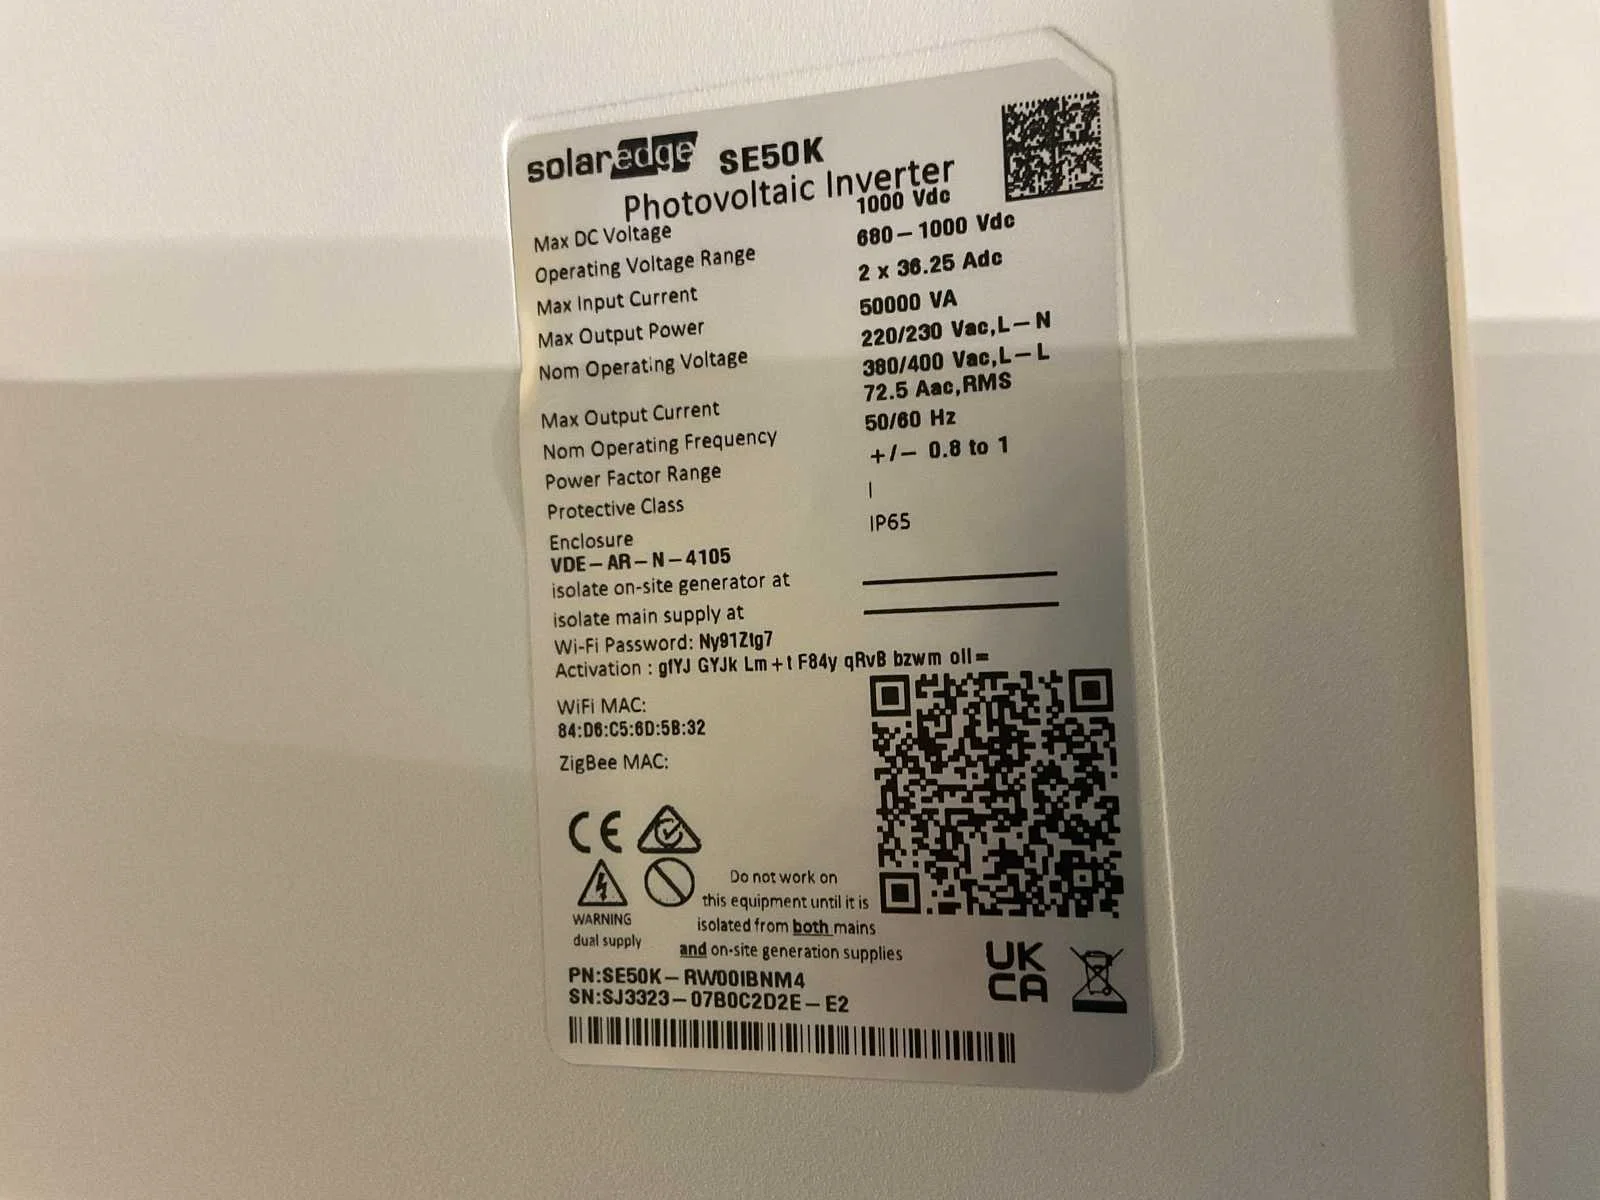 solaredge SE50K
Photovoltaic Inverter
Max DC Voltage 1000 Vdc
Operating Voltage Range 680-1000 Vdc
Max Input Current 2 x 36.25 Adc
Max Output Power 50000 VA
Nom Operating Voltage 220/230 Vac,L-N
380/400 Vac,L-L
Max Output Current 72.5 Aac,RMS
Nom Operating Frequency 50/60 Hz
Power Factor Range +/- 0.8 to 1
Protective Class I
Enclosure IP65
VDE-AR-N-4105
isolate on-site generator at
isolate main supply at
Wi-Fi Password: Ny91Ztg7
Activation : gfYJ GYJk Lm+t F84y qRvB bzwm oII=
WiFi MAC:
84:D6:C5:6D:5B:32
ZigBee MAC:
CE
WARNING
dual supply
Do not work on
this equipment until it is
isolated from both mains
and on-site generation supplies
UK
CA
PN:SE50K-RW00IBNM4
SN:SJ3323-07B0C2D2E-E2